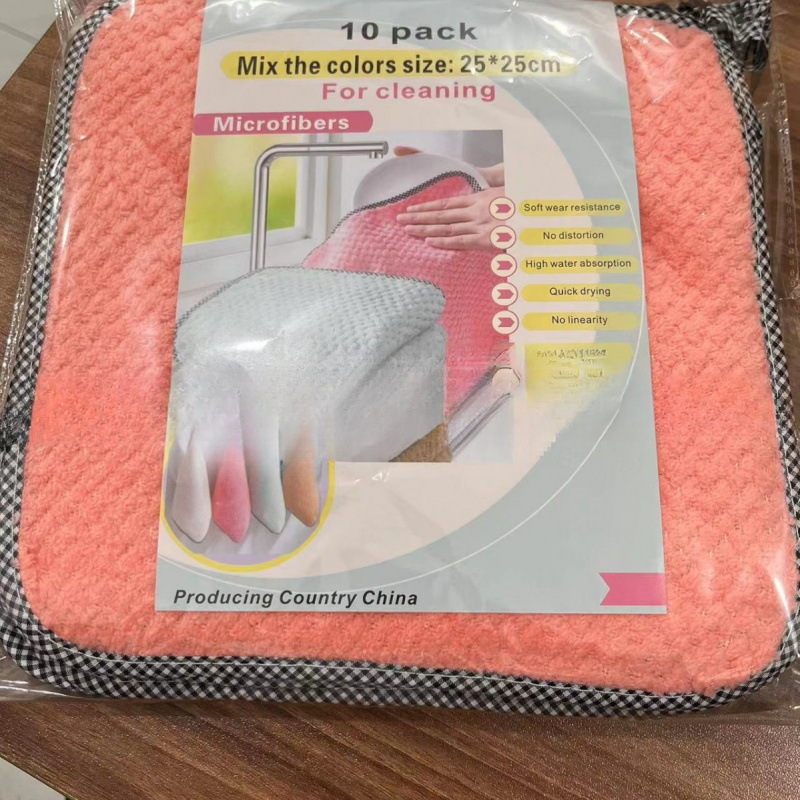 10 pack
Mix the colors size: 25*25cm
For cleaning
Microfibers
Soft wear resistance
No distortion
High water absorption
Quick drying
No linearity
Producing Country China